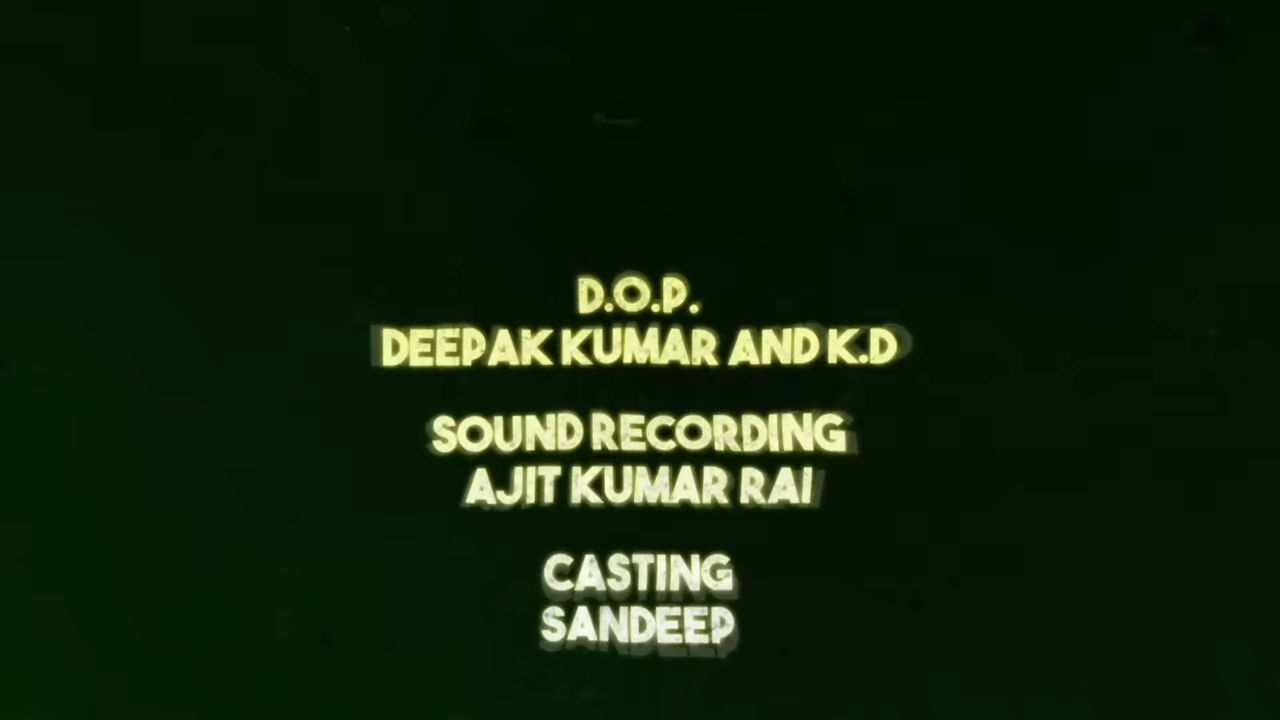 D.O.P.
DEEPAK KUMAR AND K.D
SOUND RECORDING
AJIT KUMAR RAI
CASTING
SANDEEP